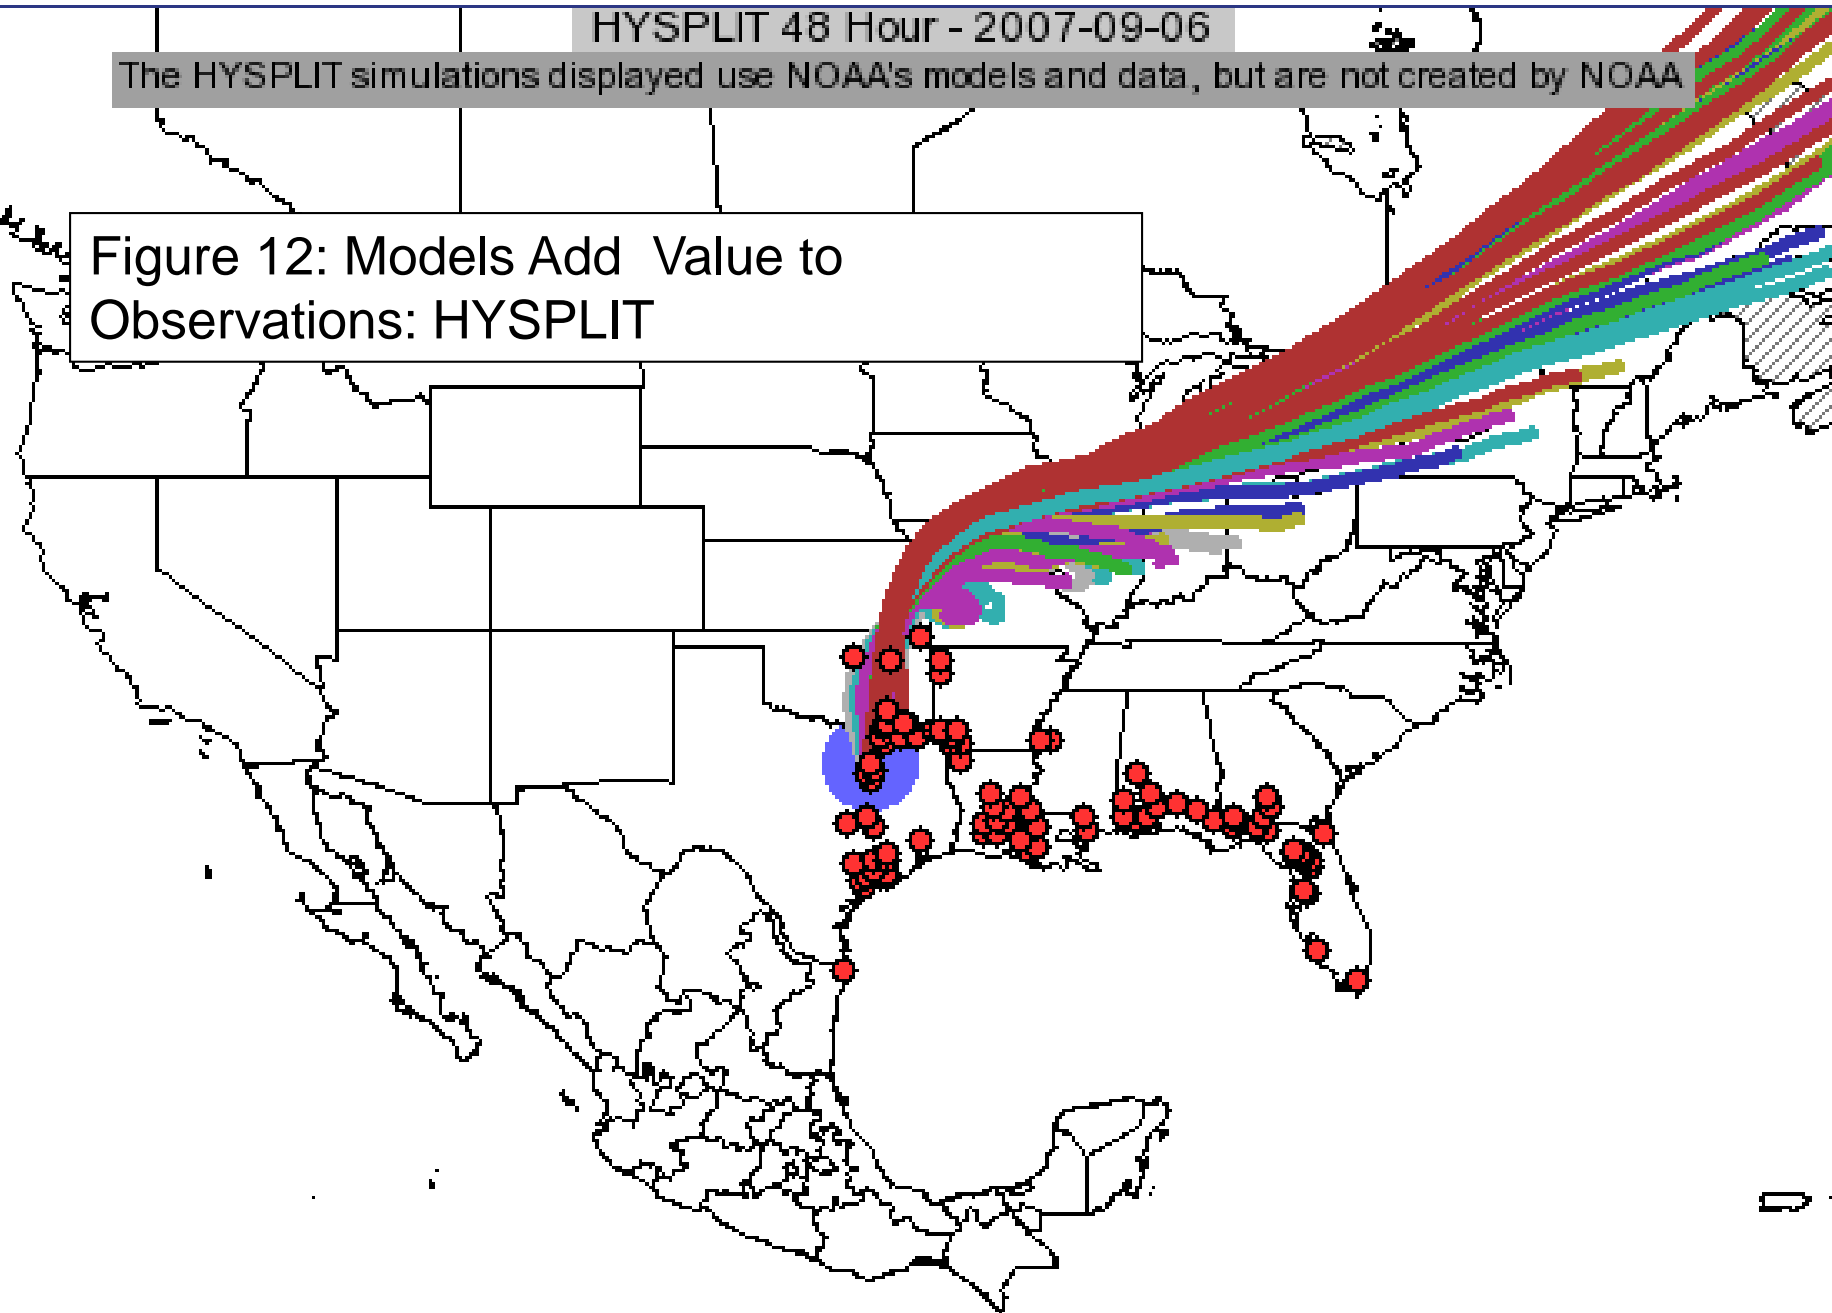 HYSPLIT 48 Hour - 2007-09-06
The HYSPLIT simulations displayed use NOAA's models and data, but are not created by NOAA
Figure 12: Models Add  Value to
Observations: HYSPLIT